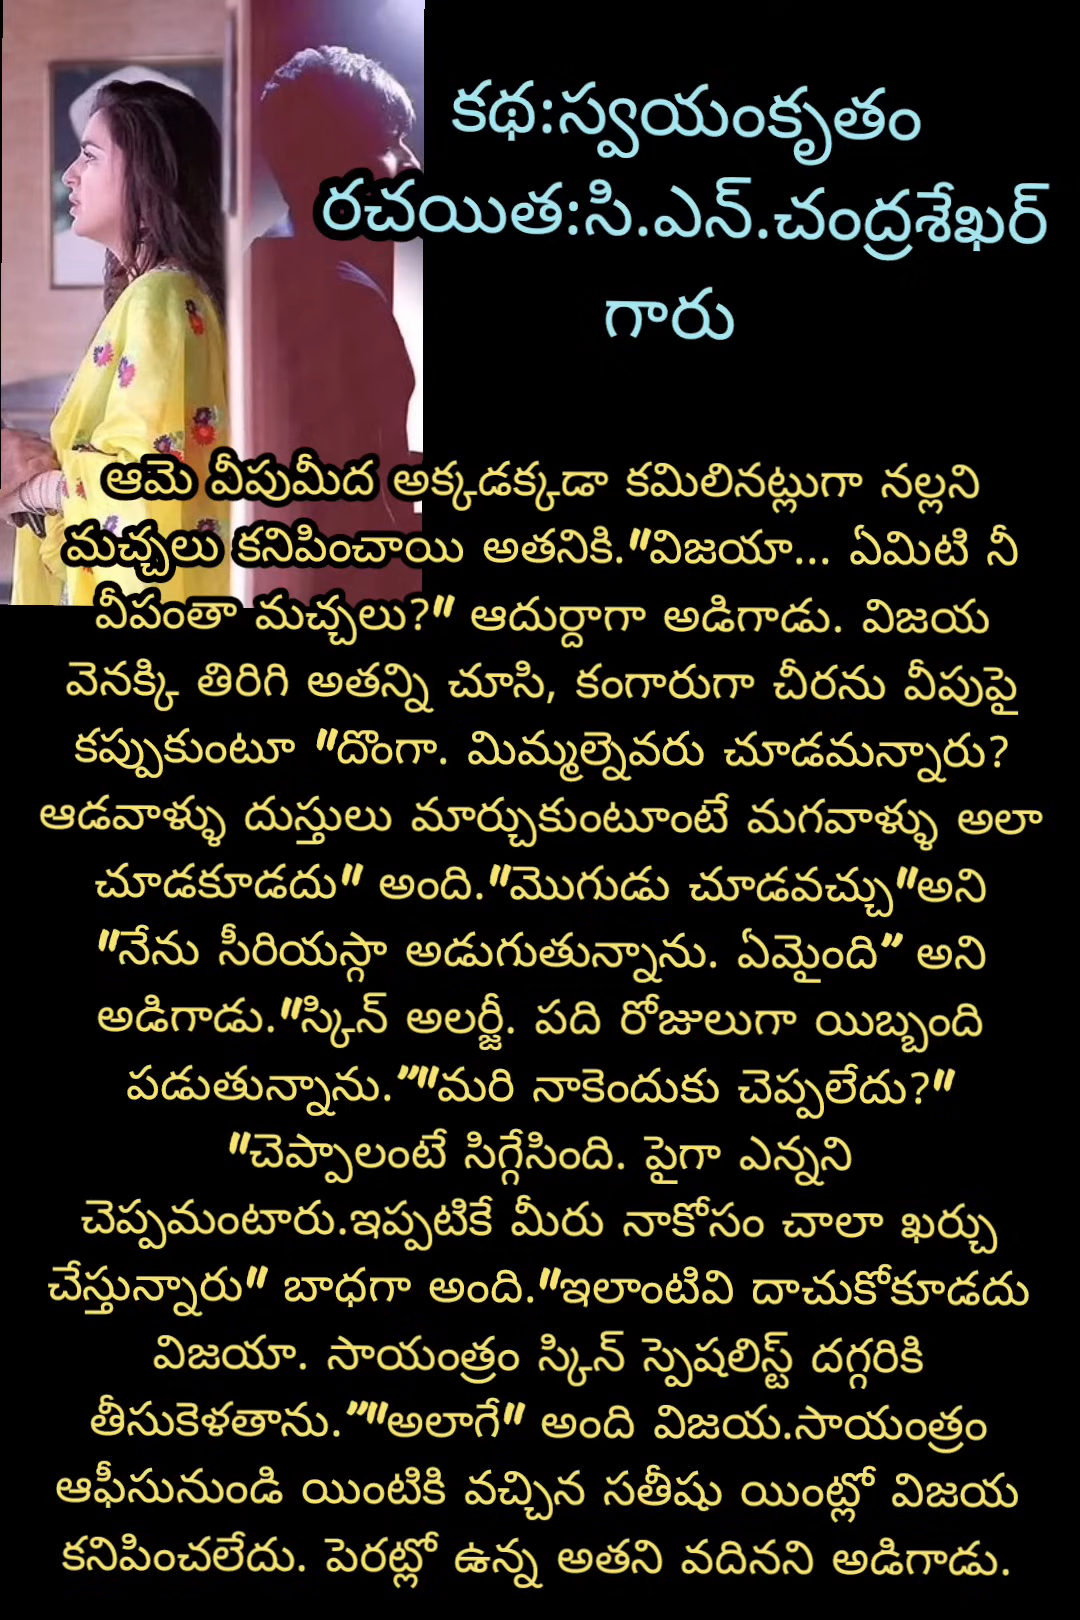 కథ:స్వయంకృతం
రచయిత:సి.ఎన్.చంద్రశేఖర్
గారు
ఆమె వీపుమీద అక్కడక్కడా కమిలినట్లుగా నల్లని
మచ్చలు కనిపించాయి అతనికి."విజయా... ఏమిటి నీ
వీపంతా మచ్చలు?" ఆదుర్దాగా అడిగాడు. విజయ
వెనక్కి తిరిగి అతన్ని చూసి, కంగారుగా చీరను వీపుపై
కప్పుకుంటూ "దొంగా. మిమ్మల్నెవరు చూడమన్నారు?
ఆడవాళ్ళు దుస్తులు మార్చుకుంటూంటే మగవాళ్ళు అలా
చూడకూడదు" అంది."మొగుడు చూడవచ్చు"అని
"నేను సీరియస్గా అడుగుతున్నాను. ఏమైంది” అని
అడిగాడు."స్కిన్ అలర్జీ. పది రోజులుగా యిబ్బంది
పడుతున్నాను.”"మరి నాకెందుకు చెప్పలేదు?"
"చెప్పాలంటే సిగ్గేసింది. పైగా ఎన్నని
చెప్పమంటారు.ఇప్పటికే మీరు నాకోసం చాలా ఖర్చు
చేస్తున్నారు" బాధగా అంది."ఇలాంటివి దాచుకోకూడదు
విజయా. సాయంత్రం స్కిన్ స్పెషలిస్ట్ దగ్గరికి
తీసుకెళతాను.”"అలాగే" అంది విజయ.సాయంత్రం
ఆఫీసునుండి యింటికి వచ్చిన సతీషు యింట్లో విజయ
కనిపించలేదు. పెరట్లో ఉన్న అతని వదినని అడిగాడు.